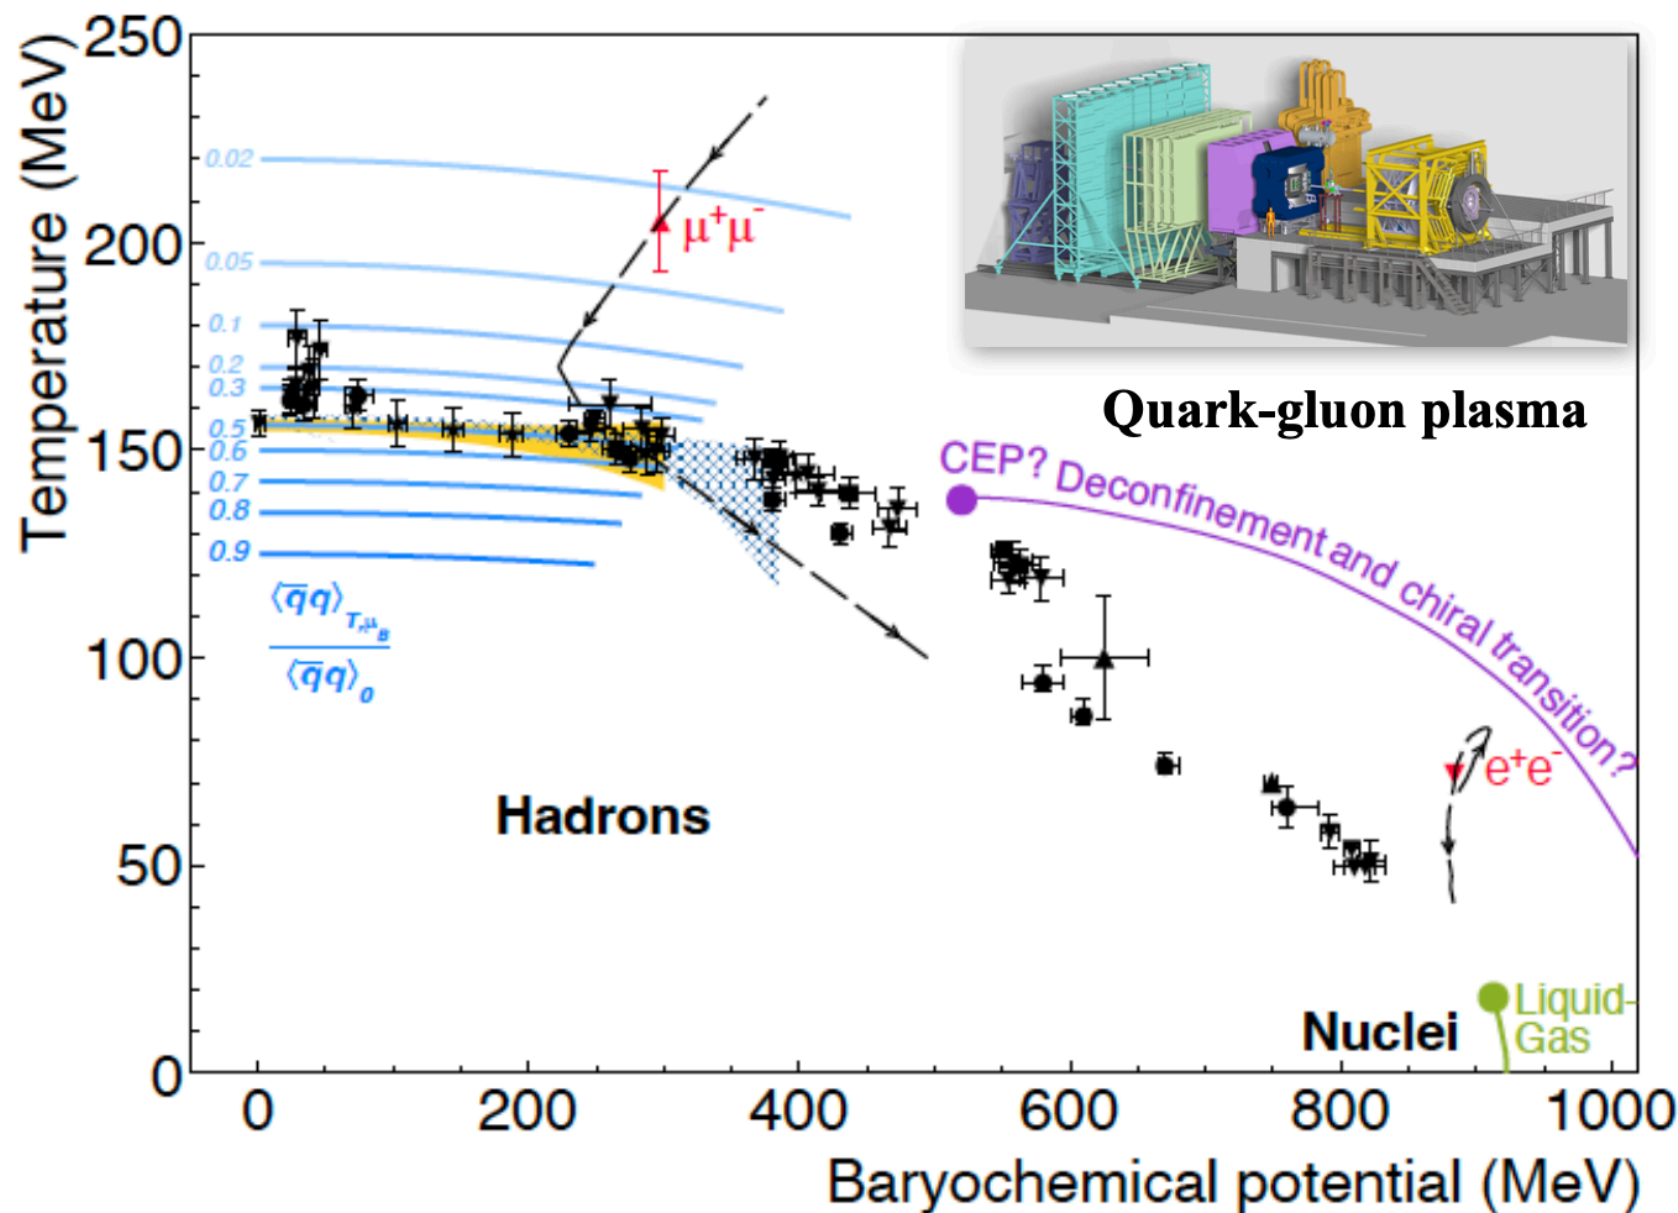 Temperature (MeV)
250
200
150
100
50
0
0.02
0.05
0.1
0.2
0.3
0.5
0.6
0.7
0.8
0.9
⟨q̅q⟩T,μB
⟨q̅q⟩0
μ+μ-
Quark-gluon plasma
CEP? Deconfinement and chiral transition?
e+e-
Hadrons
Nuclei
Liquid-
Gas
0
200
400
600
800
1000
Baryochemical potential (MeV)